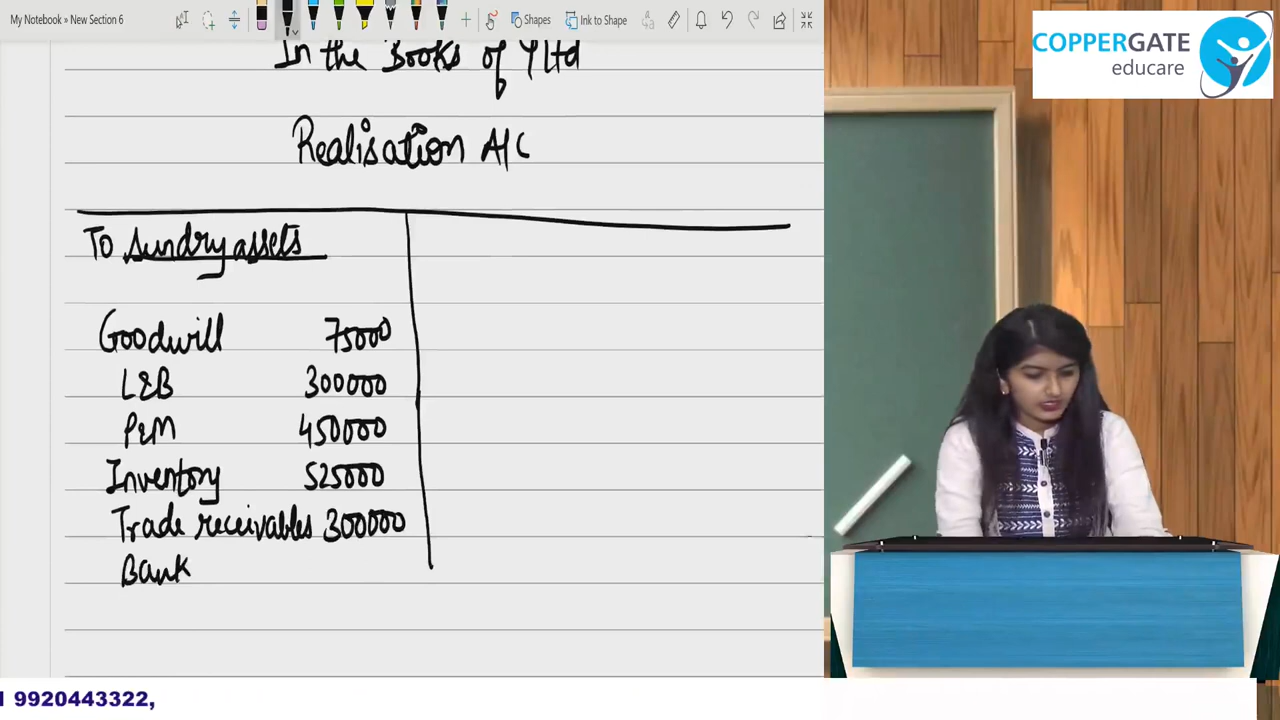 My Notebook » New Section 6
Shapes
Ink to Shape
COPPERGATE
educare
In the Books of Y Ltd
Realisation A/C
To Sundry assets
Goodwill 75000
L&B 300000
P&M 450000
Inventory 525000
Trade receivables 300000
Bank
9920443322,